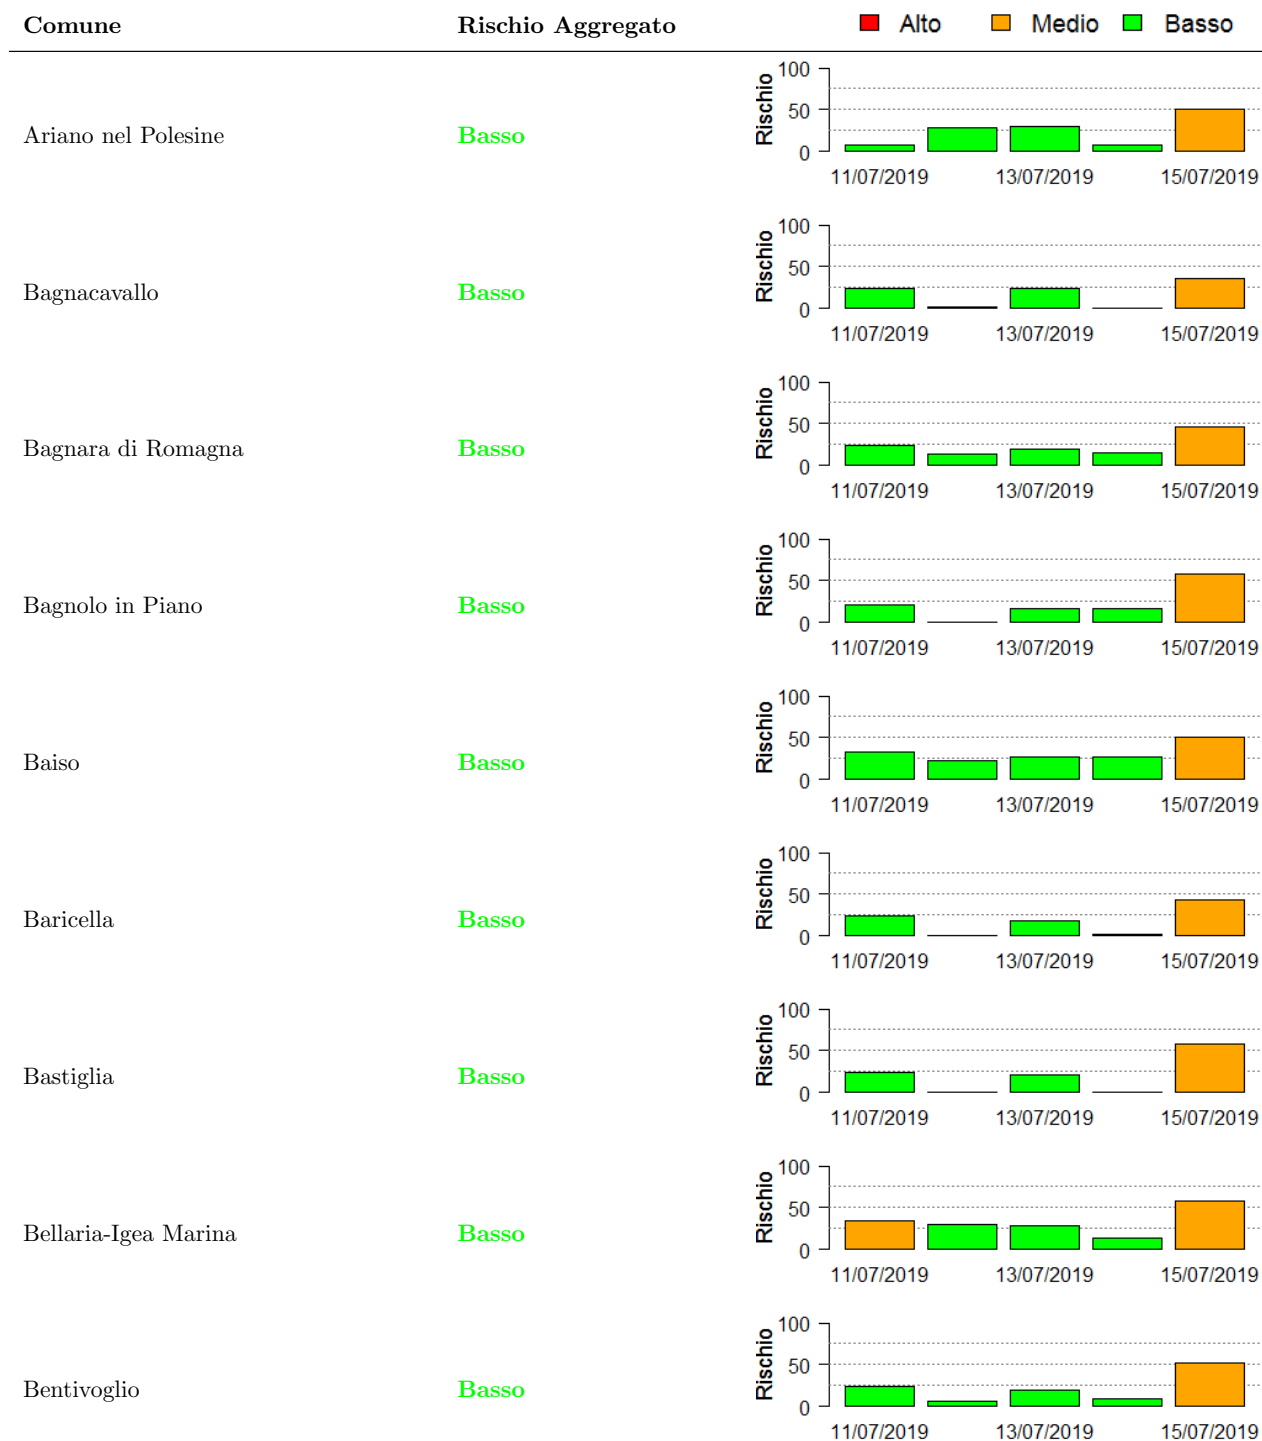 Comune Rischio Aggregato Alto Medio Basso
Ariano nel Polesine Basso
Rischio
100
50
0
11/07/2019 13/07/2019 15/07/2019
Bagnacavallo Basso
Rischio
100
50
0
11/07/2019 13/07/2019 15/07/2019
Bagnara di Romagna Basso
Rischio
100
50
0
11/07/2019 13/07/2019 15/07/2019
Bagnolo in Piano Basso
Rischio
100
50
0
11/07/2019 13/07/2019 15/07/2019
Baiso Basso
Rischio
100
50
0
11/07/2019 13/07/2019 15/07/2019
Baricella Basso
Rischio
100
50
0
11/07/2019 13/07/2019 15/07/2019
Bastiglia Basso
Rischio
100
50
0
11/07/2019 13/07/2019 15/07/2019
Bellaria-Igea Marina Basso
Rischio
100
50
0
11/07/2019 13/07/2019 15/07/2019
Bentivoglio Basso
Rischio
100
50
0
11/07/2019 13/07/2019 15/07/2019